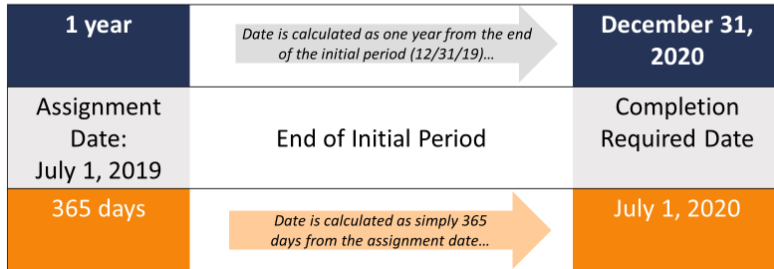 1 year
Date is calculated as one year from the end
of the initial period (12/31/19)…
December 31,
2020
Assignment
Date:
July 1, 2019
End of Initial Period
Completion
Required Date
365 days
Date is calculated as simply 365
days from the assignment date…
July 1, 2020